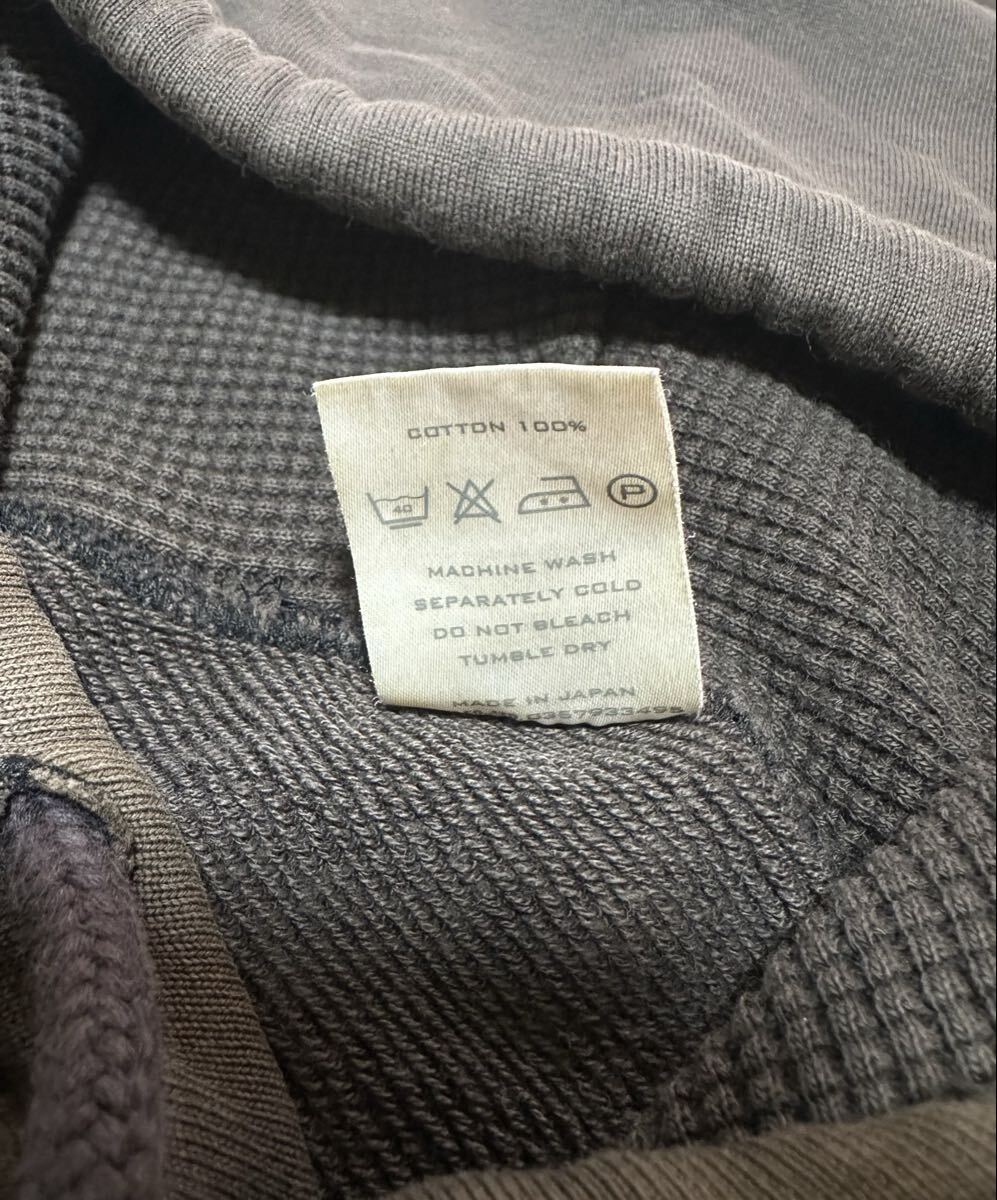 COTTON 100%
40
P
MACHINE WASH
SEPARATELY COLD
DO NOT BLEACH
TUMBLE DRY
MADE IN JAPAN